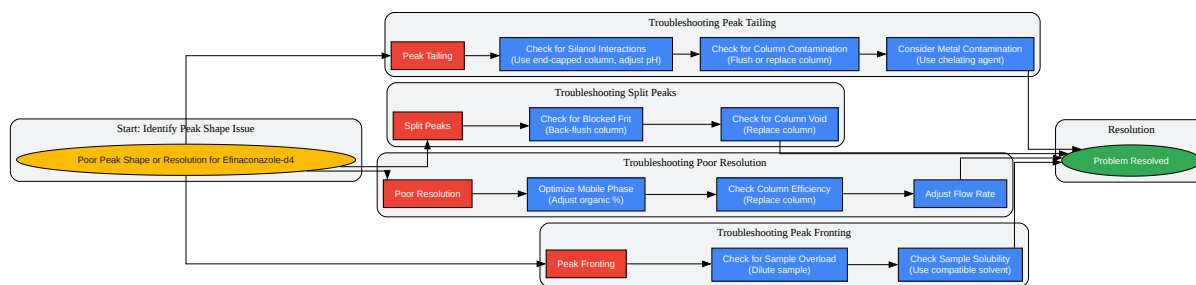 Troubleshooting Peak Tailing
Peak Tailing
Check for Silanol Interactions
(Use end-capped column, adjust pH)
Check for Column Contamination
(Flush or replace column)
Consider Metal Contamination
(Use chelating agent)
Troubleshooting Split Peaks
Split Peaks
Check for Blocked Frit
(Back-flush column)
Check for Column Void
(Replace column)
Start: Identify Peak Shape Issue
Poor Peak Shape or Resolution for Efinaconazole-d4
Resolution
Problem Resolved
Troubleshooting Poor Resolution
Poor Resolution
Optimize Mobile Phase
(Adjust organic %)
Check Column Efficiency
(Replace column)
Adjust Flow Rate
Troubleshooting Peak Fronting
Peak Fronting
Check for Sample Overload
(Dilute sample)
Check Sample Solubility
(Use compatible solvent)